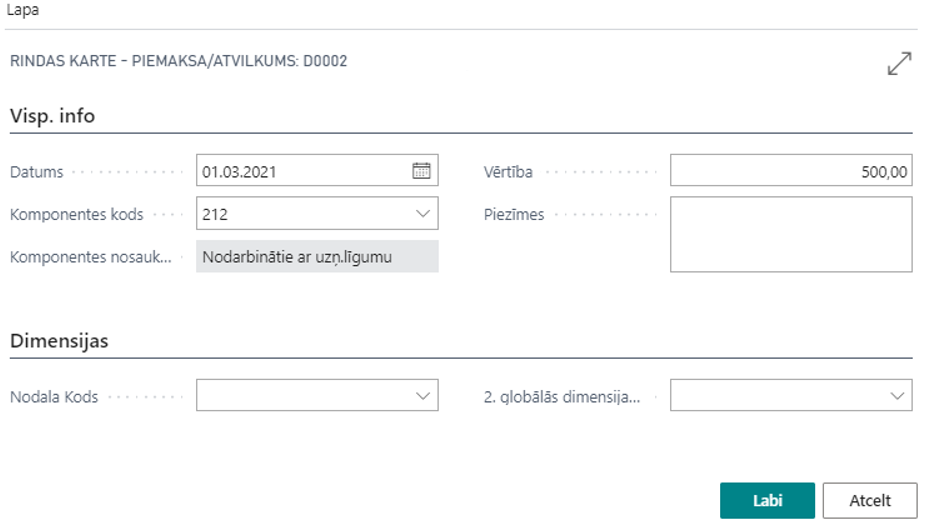 Lapa
RINDAS KARTE - PIEMAKSA/ATVILKUMS: D0002
Visp. info
Datums 01.03.2021 Vērtība 500,00
Komponentes kods 212 Piezīmes
Komponentes nosauk... Nodarbinātie ar uzņ.līgumu
Dimensijas
Nodala Kods 2. globālās dimensija...
Labi Atcelt